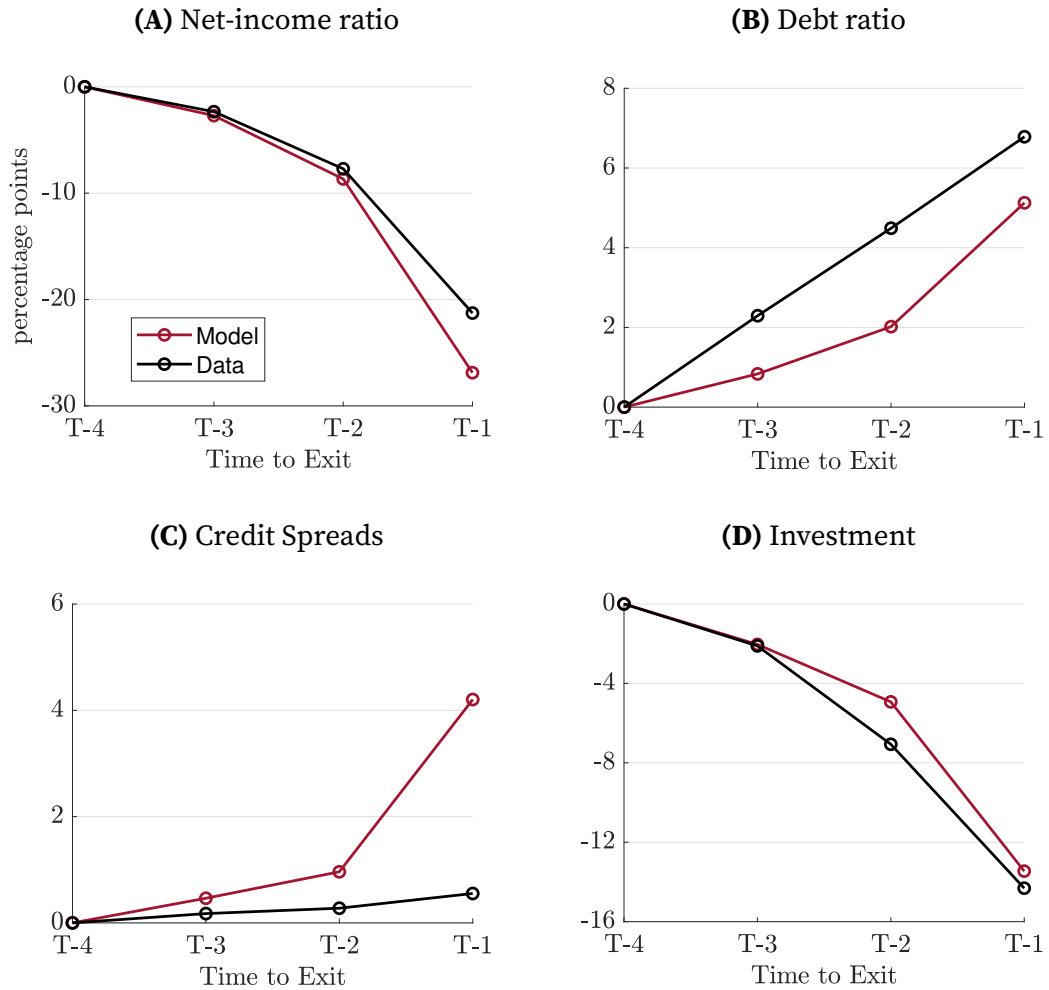 (A) Net-income ratio
0
-10
-20
-30
percentage points
Model
Data
T-4 T-3 T-2 T-1
Time to Exit
(B) Debt ratio
8
6
4
2
0
T-4 T-3 T-2 T-1
Time to Exit
(C) Credit Spreads
6
4
2
0
T-4 T-3 T-2 T-1
Time to Exit
(D) Investment
0
-4
-8
-12
-16
T-4 T-3 T-2 T-1
Time to Exit